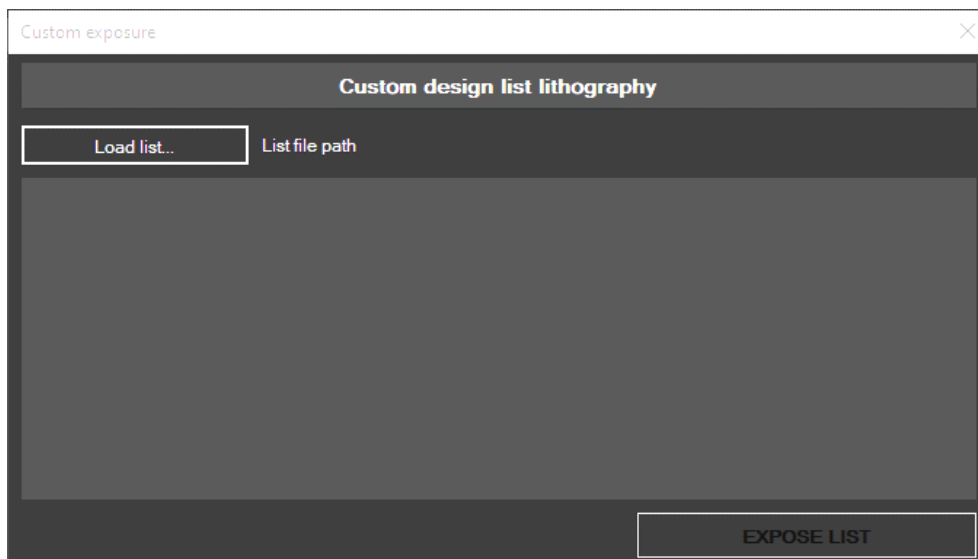 Custom exposure
Custom design list lithography
Load list... List file path
EXPOSE LIST